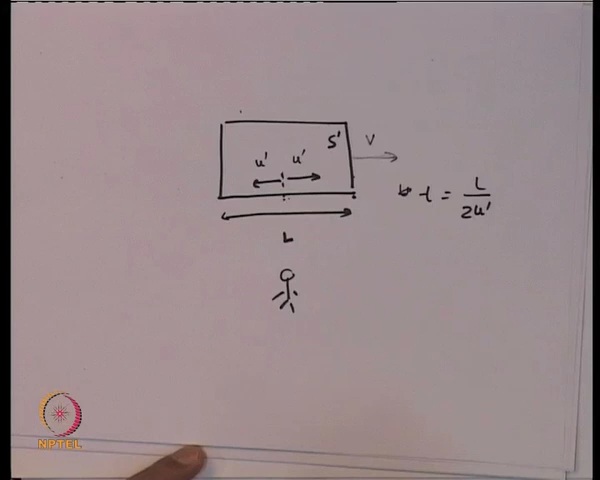 S'
V
u' u'
t = L / 2u'
L
NPTEL